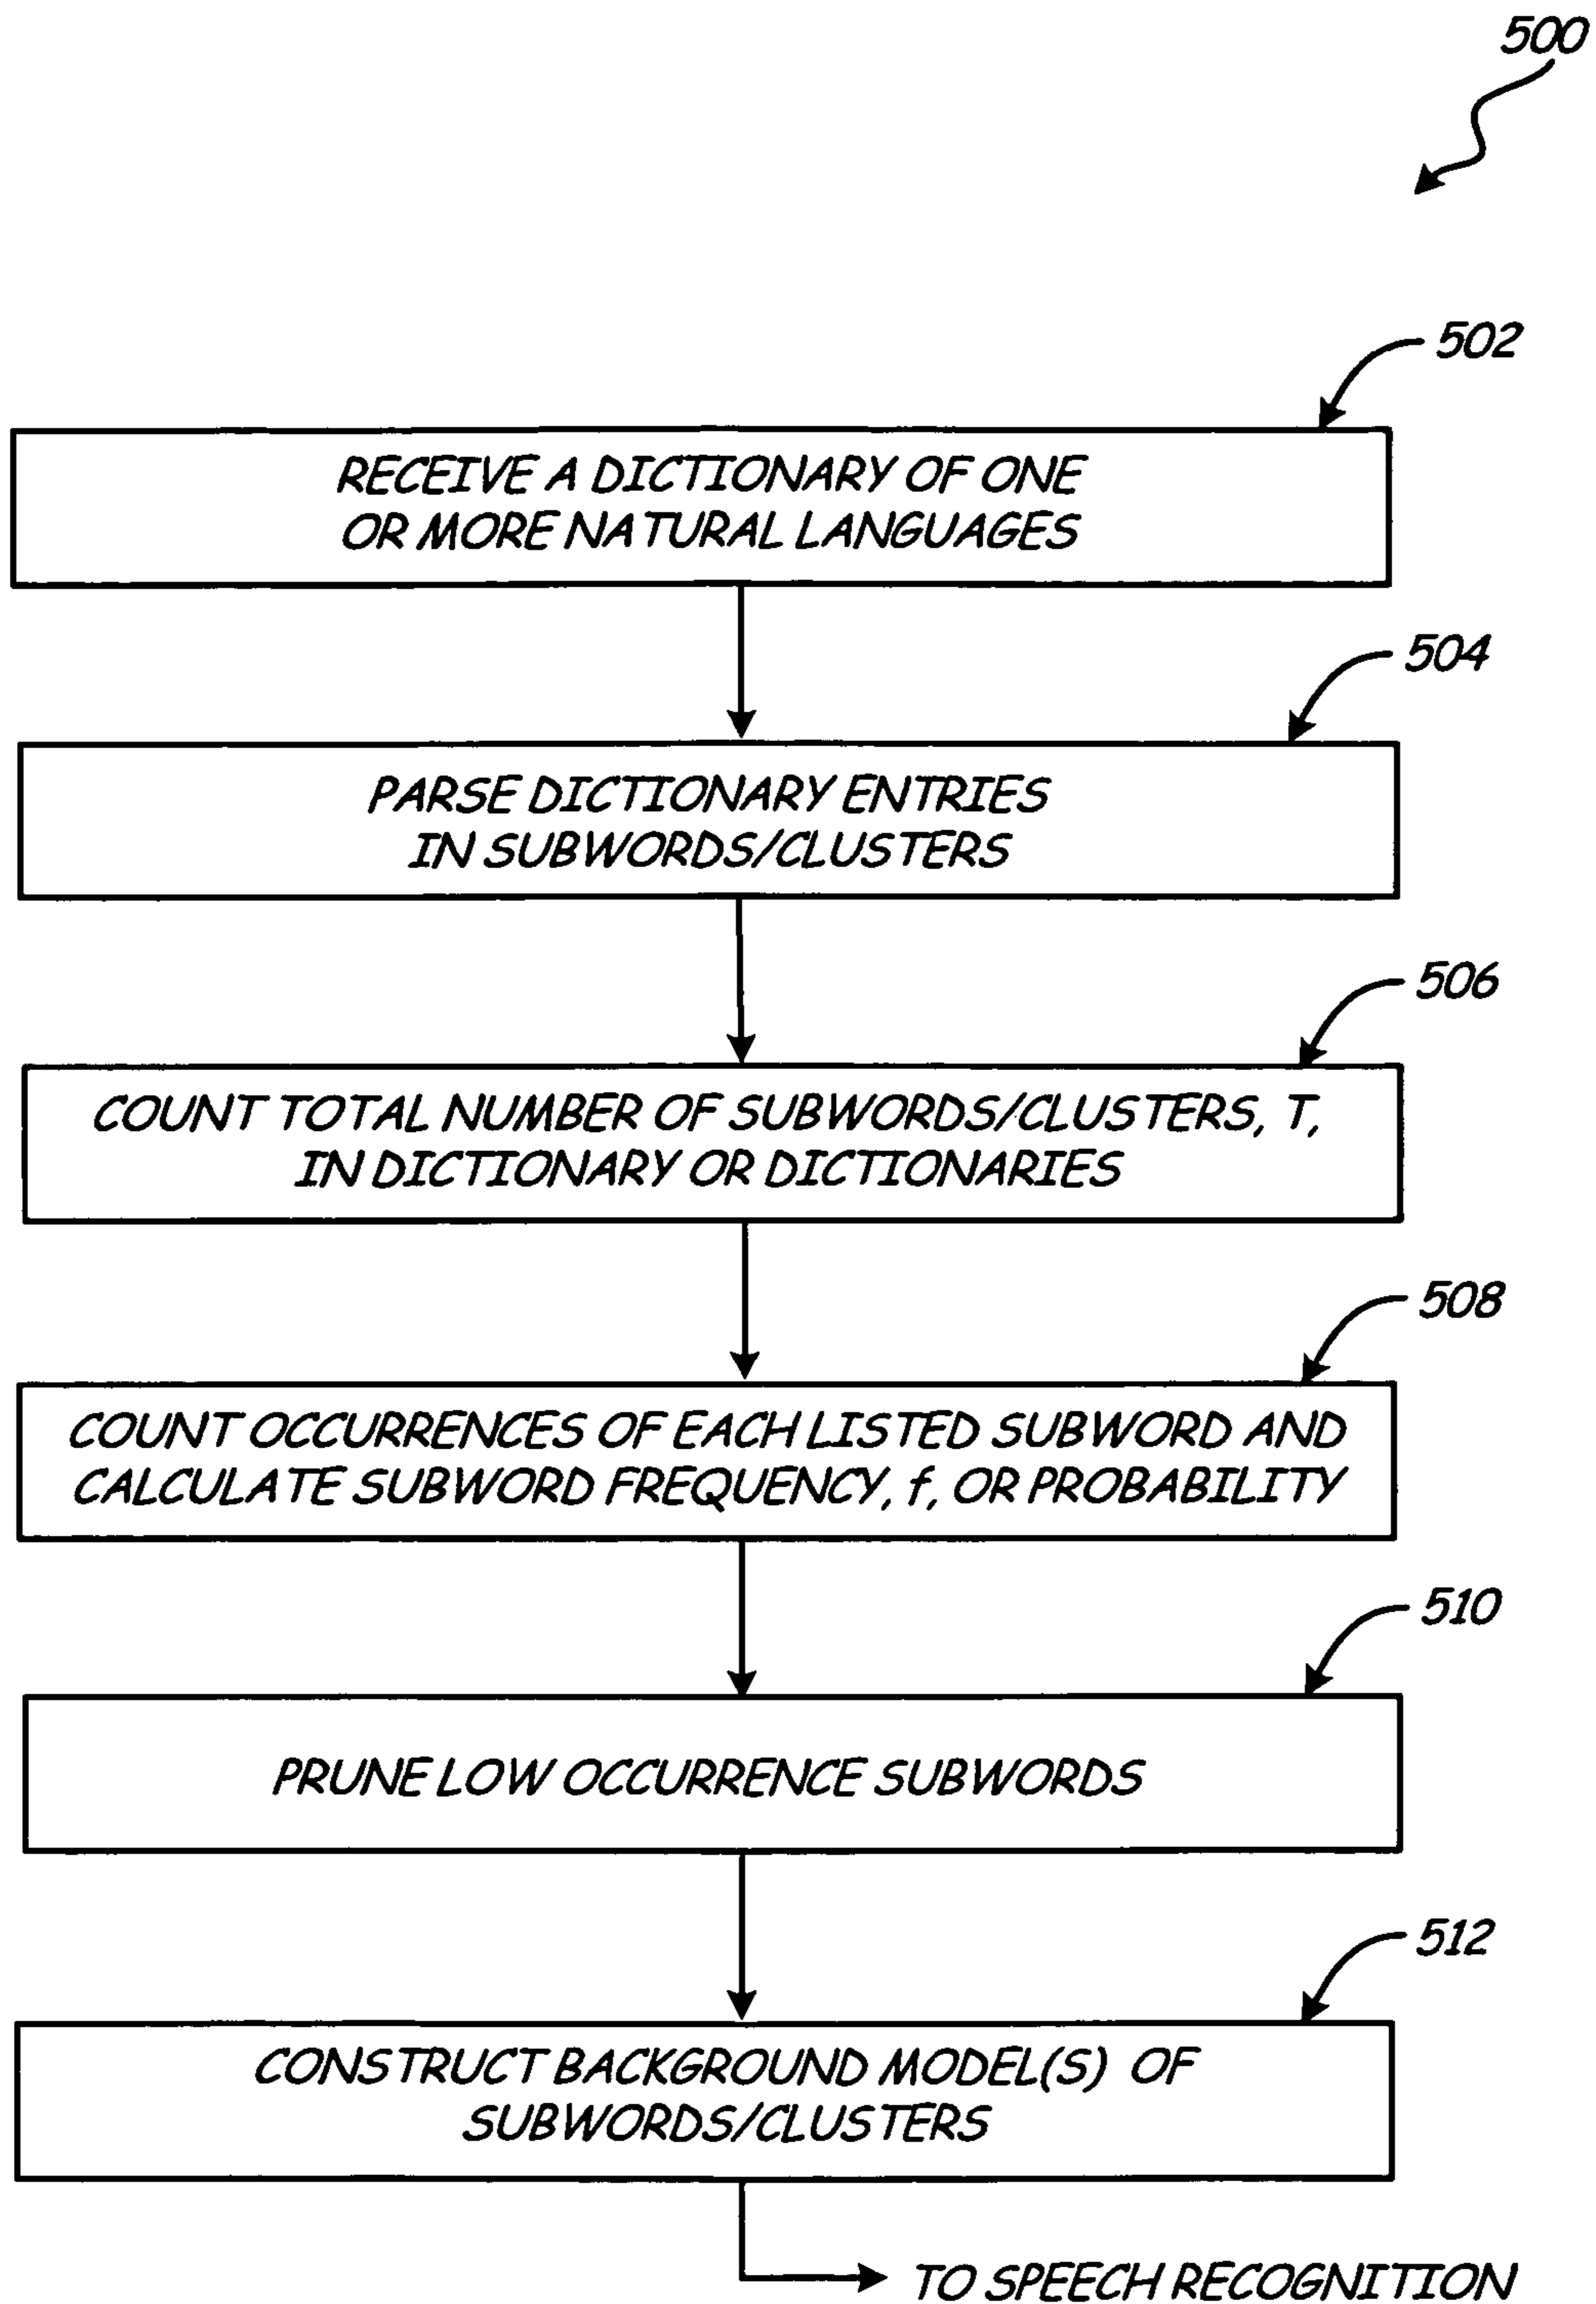 500
502
RECEIVE A DICTIONARY OF ONE
OR MORE NATURAL LANGUAGES
504
PARSE DICTIONARY ENTRIES
IN SUBWORDS/CLUSTERS
506
COUNT TOTAL NUMBER OF SUBWORDS/CLUSTERS, T,
IN DICTIONARY OR DICTIONARIES
508
COUNT OCCURRENCES OF EACH LISTED SUBWORD AND
CALCULATE SUBWORD FREQUENCY, f, OR PROBABILITY
510
PRUNE LOW OCCURRENCE SUBWORDS
512
CONSTRUCT BACKGROUND MODEL(S) OF
SUBWORDS/CLUSTERS
TO SPEECH RECOGNITION